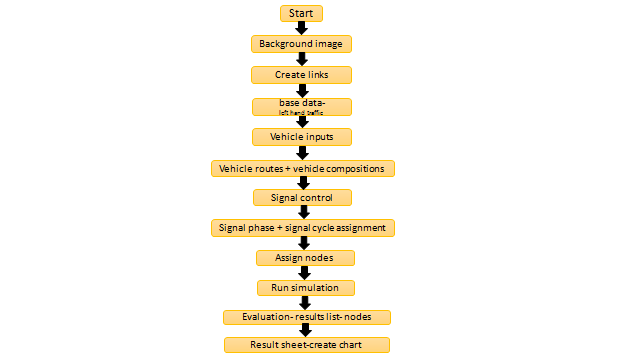 Start
Background image
Create links
base data-
left hand traffic
Vehicle inputs
Vehicle routes + vehicle compositions
Signal control
Signal phase + signal cycle assignment
Assign nodes
Run simulation
Evaluation- results list- nodes
Result sheet-create chart